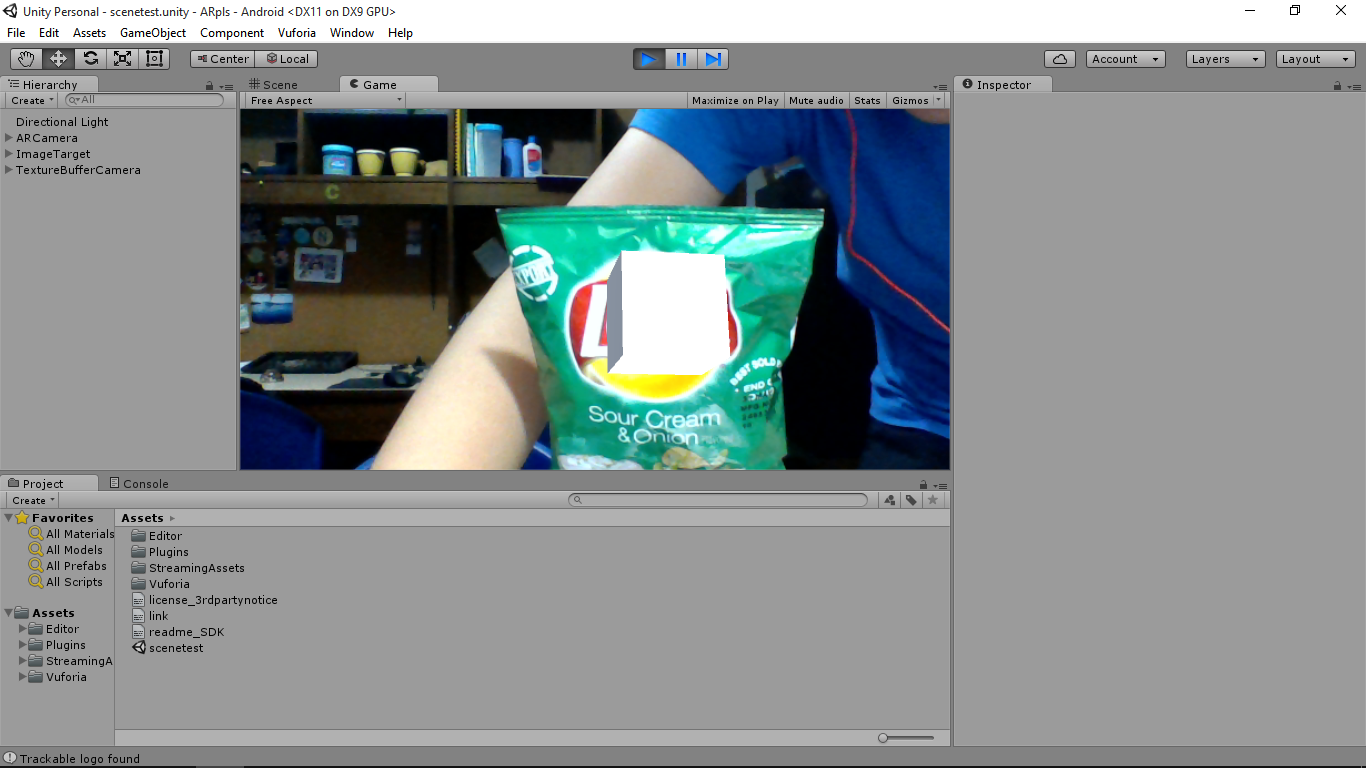 Unity Personal - scenetest.unity - ARpls - Android <DX11 on DX9 GPU>
File Edit Assets GameObject Component Vuforia Window Help
Center Local Account Layers Layout
Hierarchy Scene Game Inspector
Create All Free Aspect Maximize on Play Mute audio Stats Gizmos
Directional Light
ARCamera
ImageTarget
TextureBufferCamera
C
N
L
BEST SOLD
END
Sour Cream
& Onion
Project Console
Create
Favorites
All Materials
All Models
All Prefabs
All Scripts
Assets
Editor
Plugins
StreamingA
Vuforia
Assets
Editor
Plugins
StreamingAssets
Vuforia
license_3rdpartynotice
link
readme_SDK
scenetest
Trackable logo found